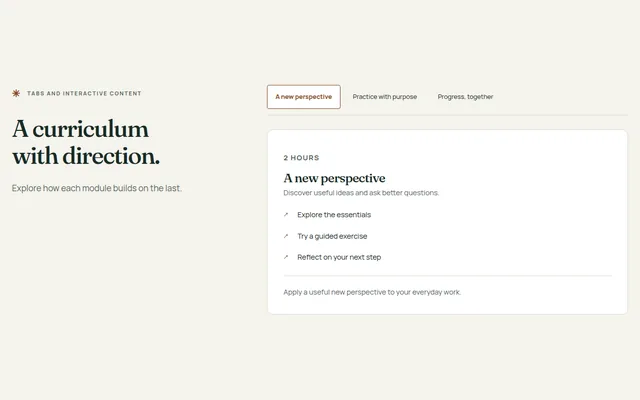 TABS AND INTERACTIVE CONTENT
A curriculum
with direction.
Explore how each module builds on the last.
A new perspective
Practice with purpose
Progress, together
2 HOURS
A new perspective
Discover useful ideas and ask better questions.
Explore the essentials
Try a guided exercise
Reflect on your next step
Apply a useful new perspective to your everyday work.